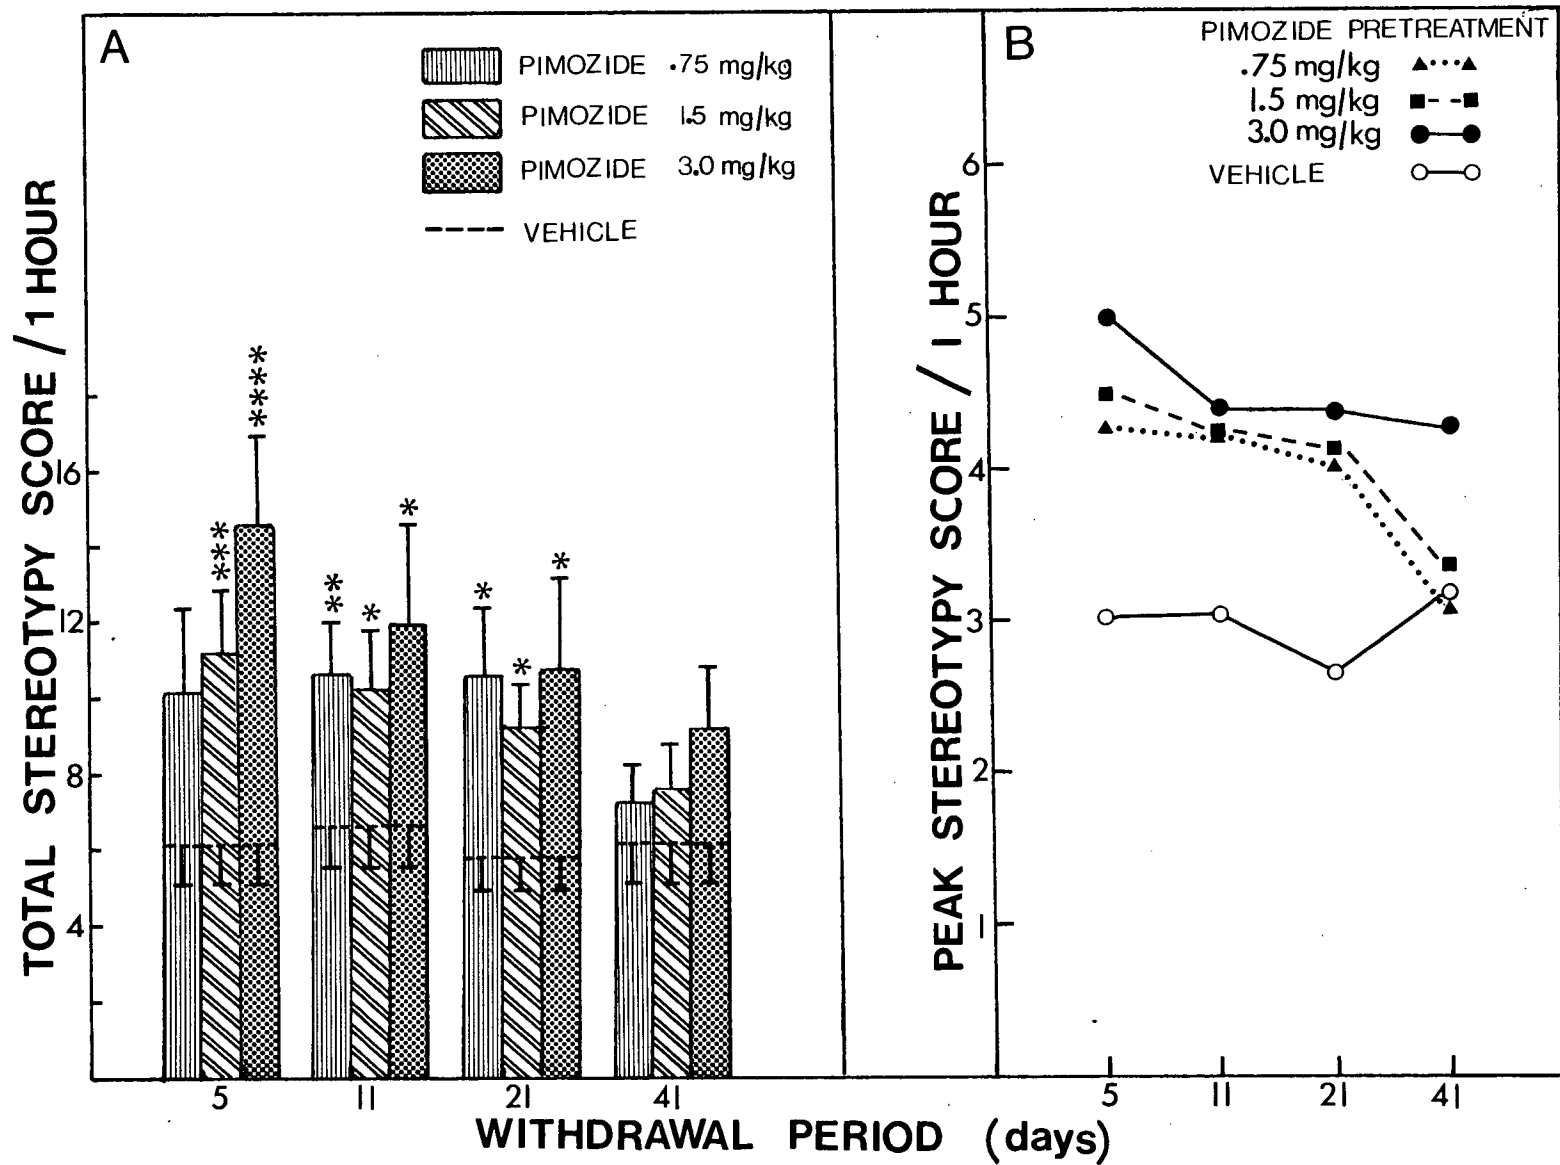 A
PIMOZIDE .75 mg/kg
PIMOZIDE 1.5 mg/kg
PIMOZIDE 3.0 mg/kg
VEHICLE
TOTAL STEREOTYPY SCORE / 1 HOUR
16
12
8
4
****
***
**
*
*
*
*
*
5 11 21 41
B
PIMOZIDE PRETREATMENT
.75 mg/kg
1.5 mg/kg
3.0 mg/kg
VEHICLE
PEAK STEREOTYPY SCORE / 1 HOUR
6
5
4
3
2
1
5 11 21 41
WITHDRAWAL PERIOD (days)